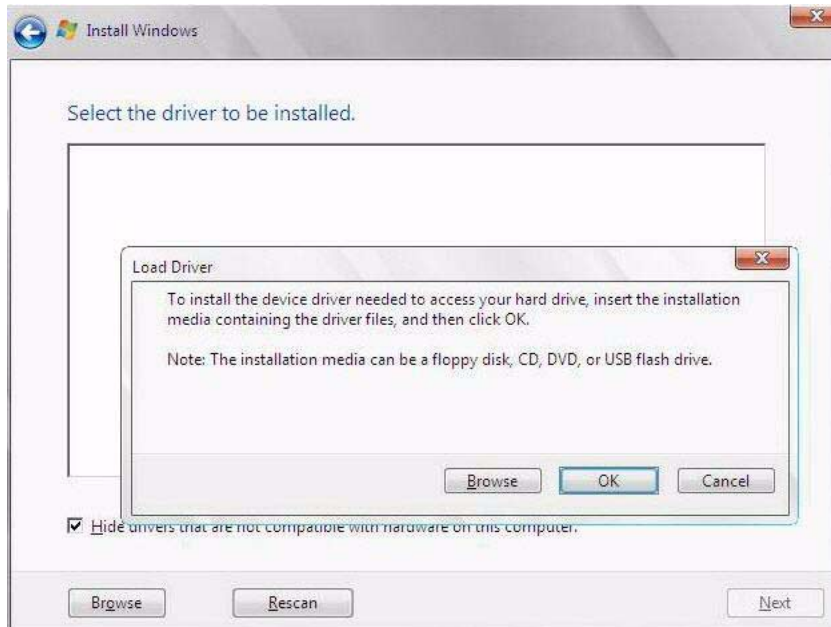 Install Windows
Select the driver to be installed.
Load Driver
To install the device driver needed to access your hard drive, insert the installation
media containing the driver files, and then click OK.
Note: The installation media can be a floppy disk, CD, DVD, or USB flash drive.
Browse
OK
Cancel
Hide drivers that are not compatible with hardware on this computer.
Browse
Rescan
Next